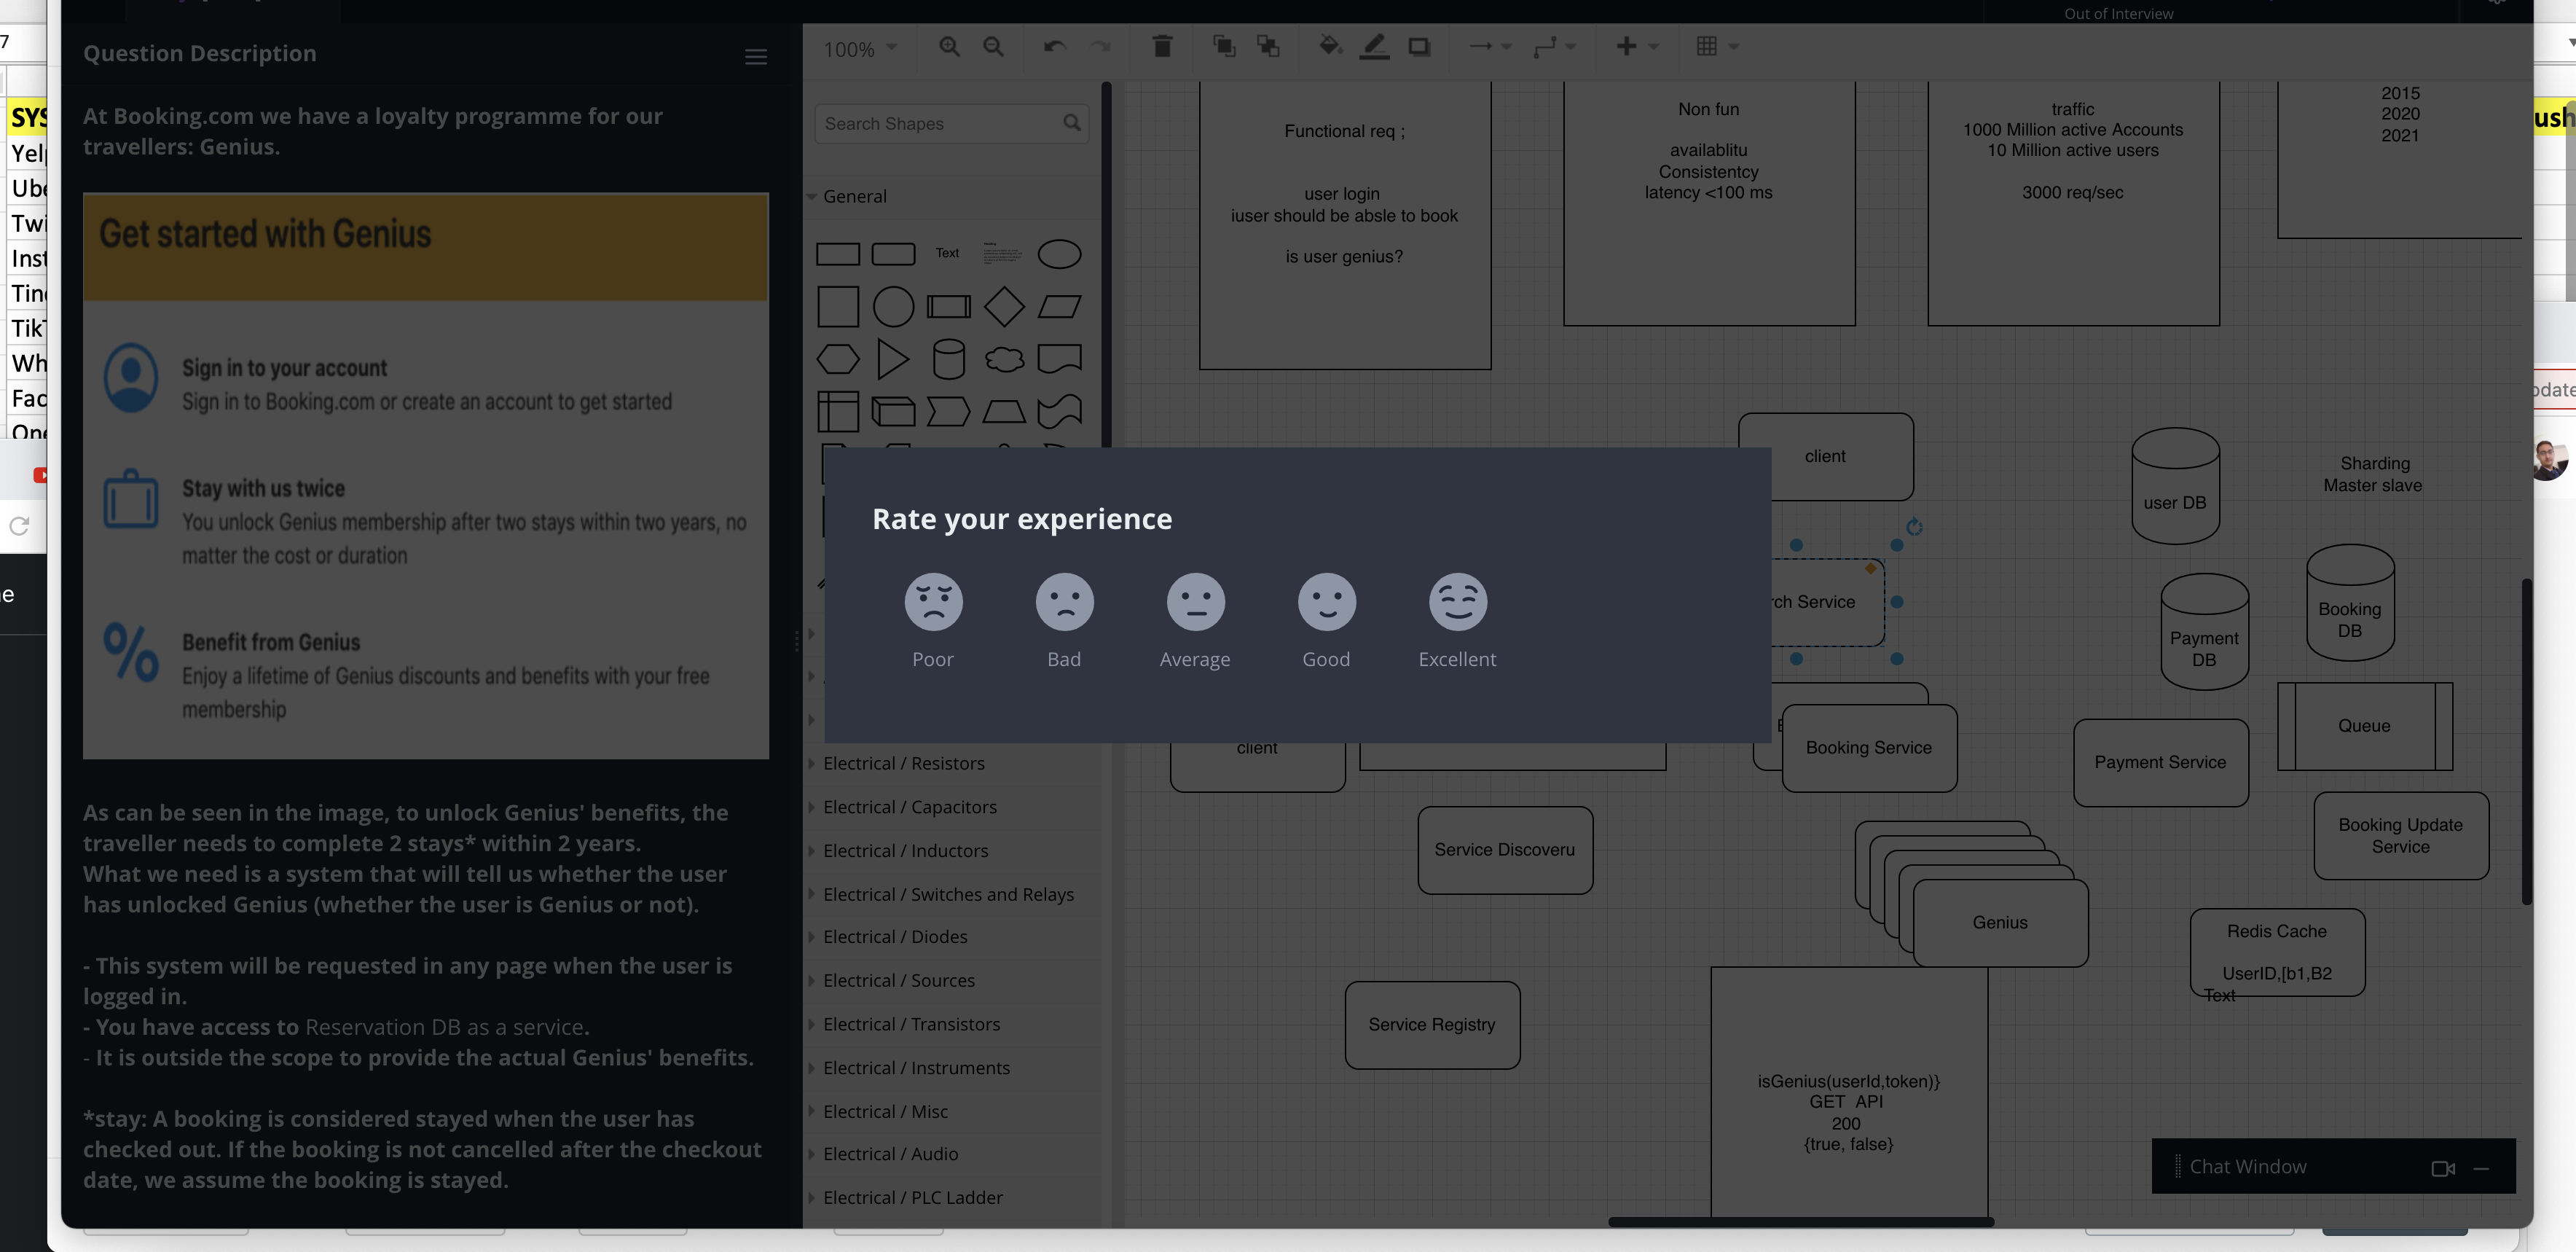 Out of Interview
7
SYS
Yel
Ube
Twi
Inst
Tin
Tik
Wh
Fac
One
e
Question Description
At Booking.com we have a loyalty programme for our
travellers: Genius.
Get started with Genius
Sign in to your account
Sign in to Booking.com or create an account to get started
Stay with us twice
You unlock Genius membership after two stays within two years, no
matter the cost or duration
Benefit from Genius
Enjoy a lifetime of Genius discounts and benefits with your free
membership
As can be seen in the image, to unlock Genius' benefits, the
traveller needs to complete 2 stays* within 2 years.
What we need is a system that will tell us whether the user
has unlocked Genius (whether the user is Genius or not).
- This system will be requested in any page when the user is
logged in.
- You have access to Reservation DB as a service.
- It is outside the scope to provide the actual Genius' benefits.
*stay: A booking is considered stayed when the user has
checked out. If the booking is not cancelled after the checkout
date, we assume the booking is stayed.
100%
Search Shapes
General
Text
Electrical / Resistors
Electrical / Capacitors
Electrical / Inductors
Electrical / Switches and Relays
Electrical / Diodes
Electrical / Sources
Electrical / Transistors
Electrical / Instruments
Electrical / Misc
Electrical / Audio
Electrical / PLC Ladder
Rate your experience
Poor
Bad
Average
Good
Excellent
Functional req ;
user login
iuser should be absle to book
is user genius?
Non fun
availablitu
Consistentcy
latency <100 ms
traffic
1000 Million active Accounts
10 Million active users
3000 req/sec
2015
2020
2021
client
user DB
Sharding
Master slave
rch Service
Payment
DB
Booking
DB
client
Booking Service
Payment Service
Queue
Service Discoveru
Booking Update
Service
Genius
Redis Cache
UserID,[b1,B2
Text
Service Registry
isGenius(userId,token)}
GET API
200
{true, false}
Chat Window
ush
pdate